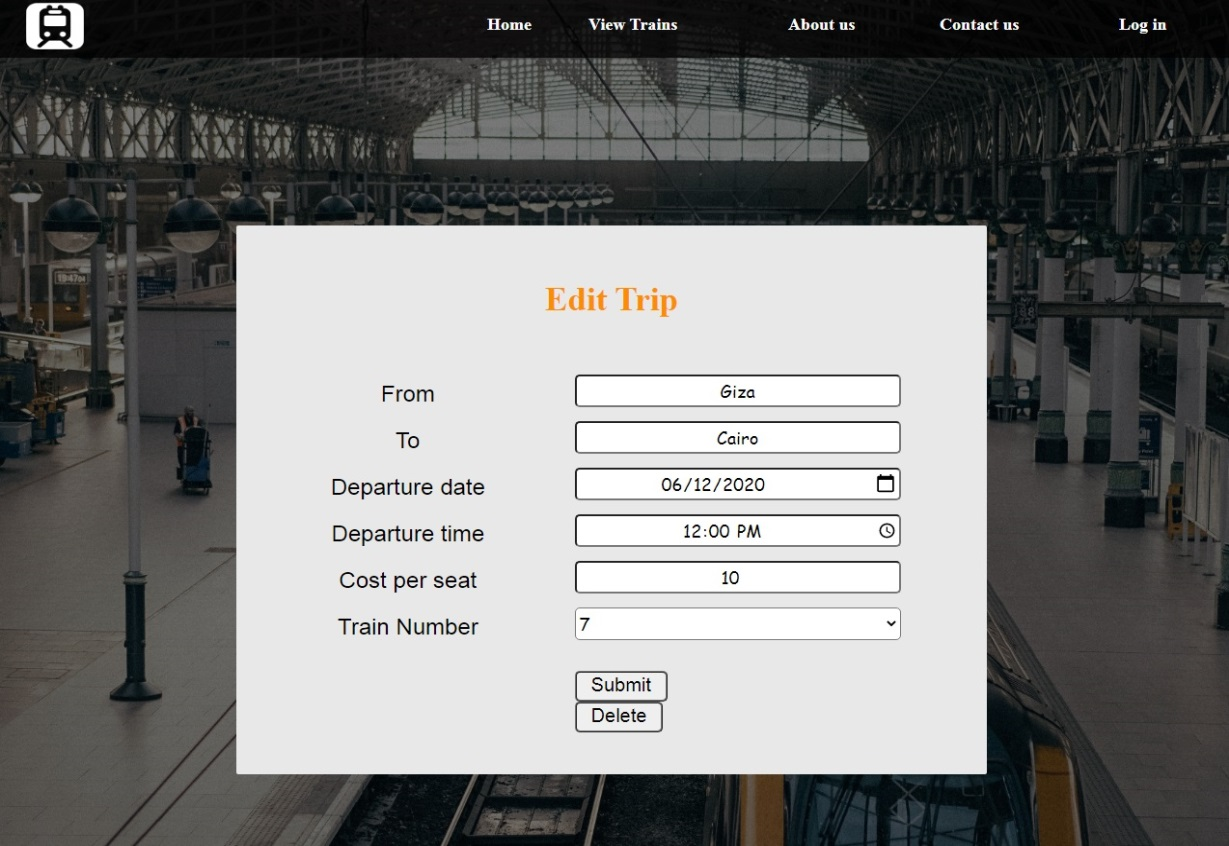 Home View Trains About us Contact us Log in
Edit Trip
From Giza
To Cairo
Departure date 06/12/2020
Departure time 12:00 PM
Cost per seat 10
Train Number 7
Submit
Delete